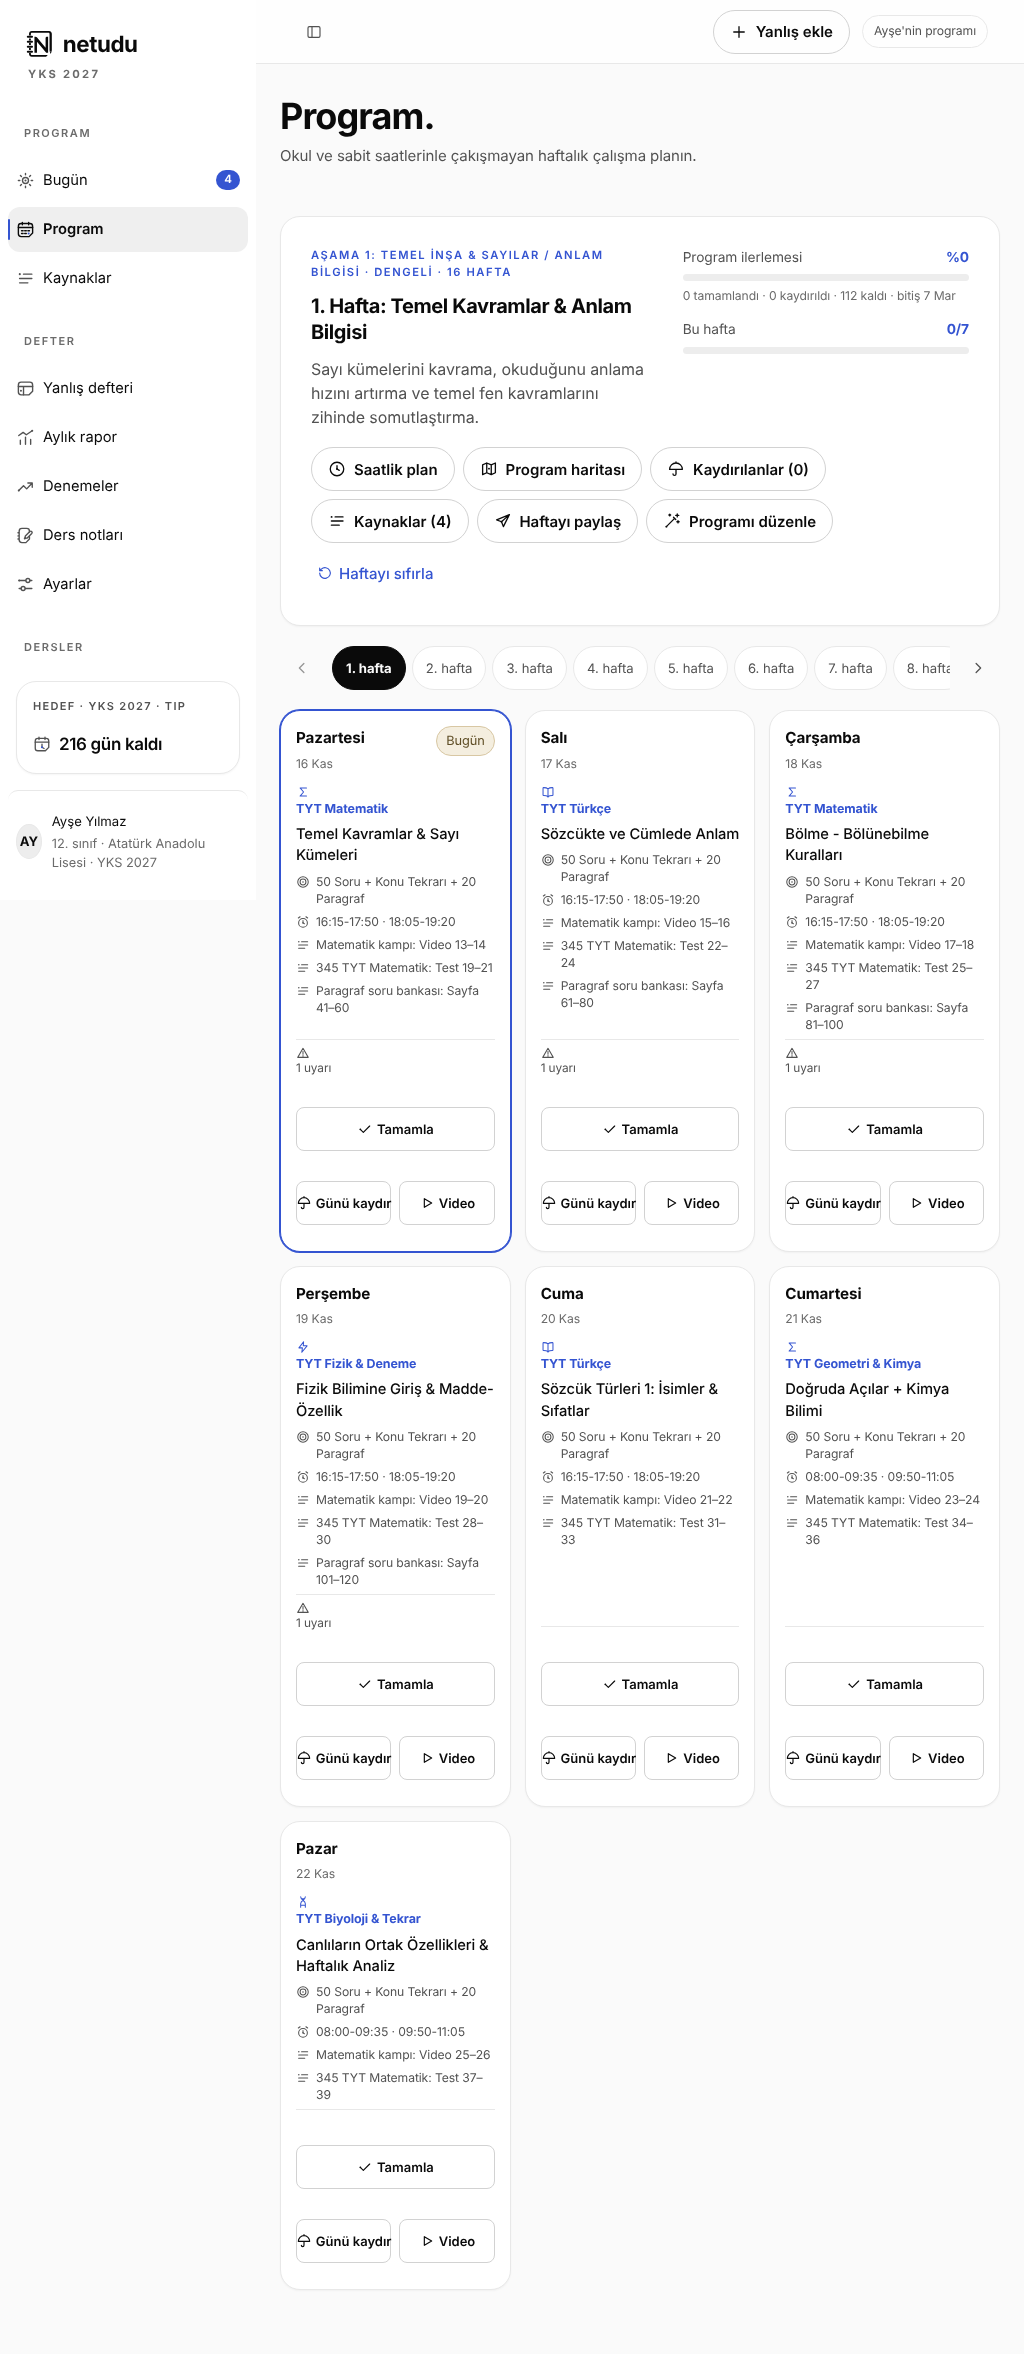 netudu
YKS 2027
PROGRAM
Bugün
4
Program
Kaynaklar
DEFTER
Yanlış defteri
Aylık rapor
Denemeler
Ders notları
Ayarlar
DERSLER
HEDEF · YKS 2027 · TIP
216 gün kaldı
AY
Ayşe Yılmaz
12. sınıf · Atatürk Anadolu
Lisesi · YKS 2027
Yanlış ekle
Ayşe'nin programı
Program.
Okul ve sabit saatlerinle çakışmayan haftalık çalışma planın.
AŞAMA 1: TEMEL İNŞA & SAYILAR / ANLAM
BİLGİSİ · DENGELİ · 16 HAFTA
1. Hafta: Temel Kavramlar & Anlam
Bilgisi
Sayı kümelerini kavrama, okuduğunu anlama
hızını artırma ve temel fen kavramlarını
zihinde somutlaştırma.
Program ilerlemesi
%0
0 tamamlandı · 0 kaydırıldı · 112 kaldı · bitiş 7 Mar
Bu hafta
0/7
Saatlik plan
Program haritası
Kaydırılanlar (0)
Kaynaklar (4)
Haftayı paylaş
Programı düzenle
Haftayı sıfırla
1. hafta
2. hafta
3. hafta
4. hafta
5. hafta
6. hafta
7. hafta
8. hafta
Pazartesi
Bugün
16 Kas
TYT Matematik
Temel Kavramlar & Sayı
Kümeleri
50 Soru + Konu Tekrarı + 20
Paragraf
16:15-17:50 · 18:05-19:20
Matematik kampı: Video 13–14
345 TYT Matematik: Test 19–21
Paragraf soru bankası: Sayfa
41–60
1 uyarı
Tamamla
Günü kaydır
Video
Salı
17 Kas
TYT Türkçe
Sözcükte ve Cümlede Anlam
50 Soru + Konu Tekrarı + 20
Paragraf
16:15-17:50 · 18:05-19:20
Matematik kampı: Video 15–16
345 TYT Matematik: Test 22–
24
Paragraf soru bankası: Sayfa
61–80
1 uyarı
Tamamla
Günü kaydır
Video
Çarşamba
18 Kas
TYT Matematik
Bölme - Bölünebilme
Kuralları
50 Soru + Konu Tekrarı + 20
Paragraf
16:15-17:50 · 18:05-19:20
Matematik kampı: Video 17–18
345 TYT Matematik: Test 25–
27
Paragraf soru bankası: Sayfa
81–100
1 uyarı
Tamamla
Günü kaydır
Video
Perşembe
19 Kas
TYT Fizik & Deneme
Fizik Bilimine Giriş & Madde-
Özellik
50 Soru + Konu Tekrarı + 20
Paragraf
16:15-17:50 · 18:05-19:20
Matematik kampı: Video 19–20
345 TYT Matematik: Test 28–
30
Paragraf soru bankası: Sayfa
101–120
1 uyarı
Tamamla
Günü kaydır
Video
Cuma
20 Kas
TYT Türkçe
Sözcük Türleri 1: İsimler &
Sıfatlar
50 Soru + Konu Tekrarı + 20
Paragraf
16:15-17:50 · 18:05-19:20
Matematik kampı: Video 21–22
345 TYT Matematik: Test 31–
33
Tamamla
Günü kaydır
Video
Cumartesi
21 Kas
TYT Geometri & Kimya
Doğruda Açılar + Kimya
Bilimi
50 Soru + Konu Tekrarı + 20
Paragraf
08:00-09:35 · 09:50-11:05
Matematik kampı: Video 23–24
345 TYT Matematik: Test 34–
36
Tamamla
Günü kaydır
Video
Pazar
22 Kas
TYT Biyoloji & Tekrar
Canlıların Ortak Özellikleri &
Haftalık Analiz
50 Soru + Konu Tekrarı + 20
Paragraf
08:00-09:35 · 09:50-11:05
Matematik kampı: Video 25–26
345 TYT Matematik: Test 37–
39
Tamamla
Günü kaydır
Video